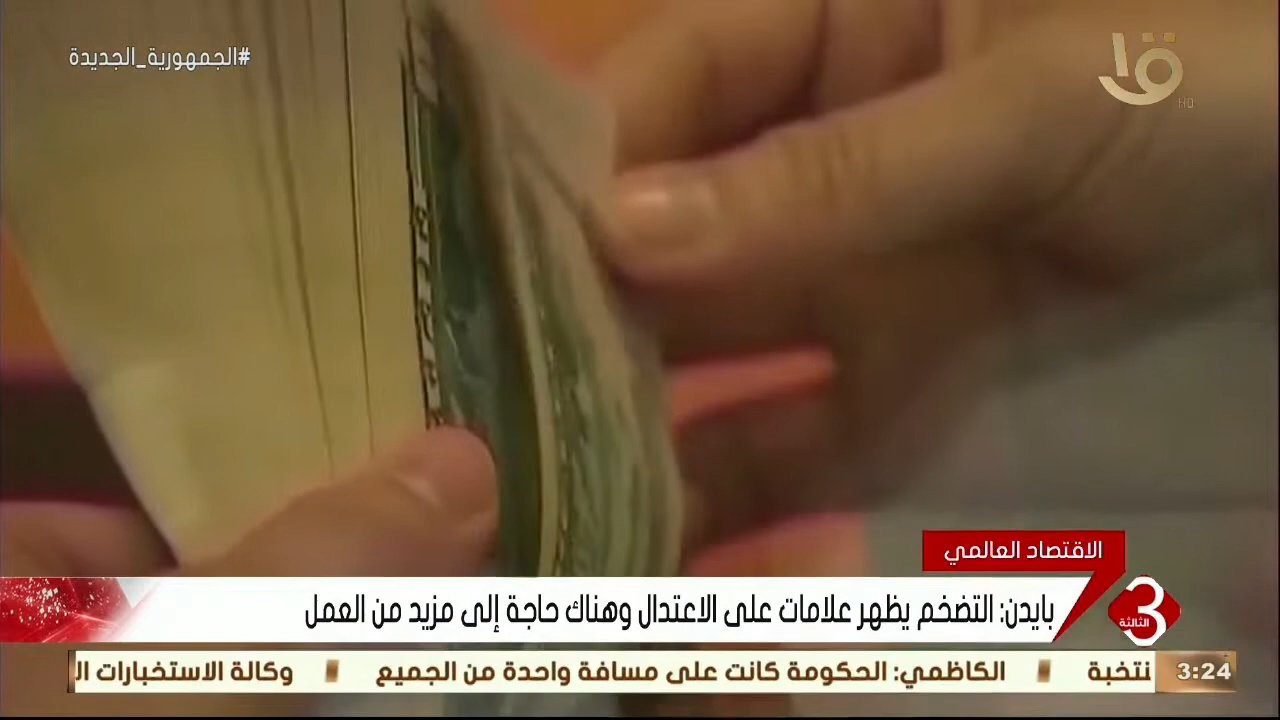 #الجمهورية_الجديدة
HD
الاقتصاد العالمي
بايدن: التضخم يظهر علامات على الاعتدال وهناك حاجة إلى مزيد من العمل
3 الثالثة
3:24 نتخبة الكاظمي: الحكومة كانت على مسافة واحدة من الجميع وكالة الاستخبارات ال